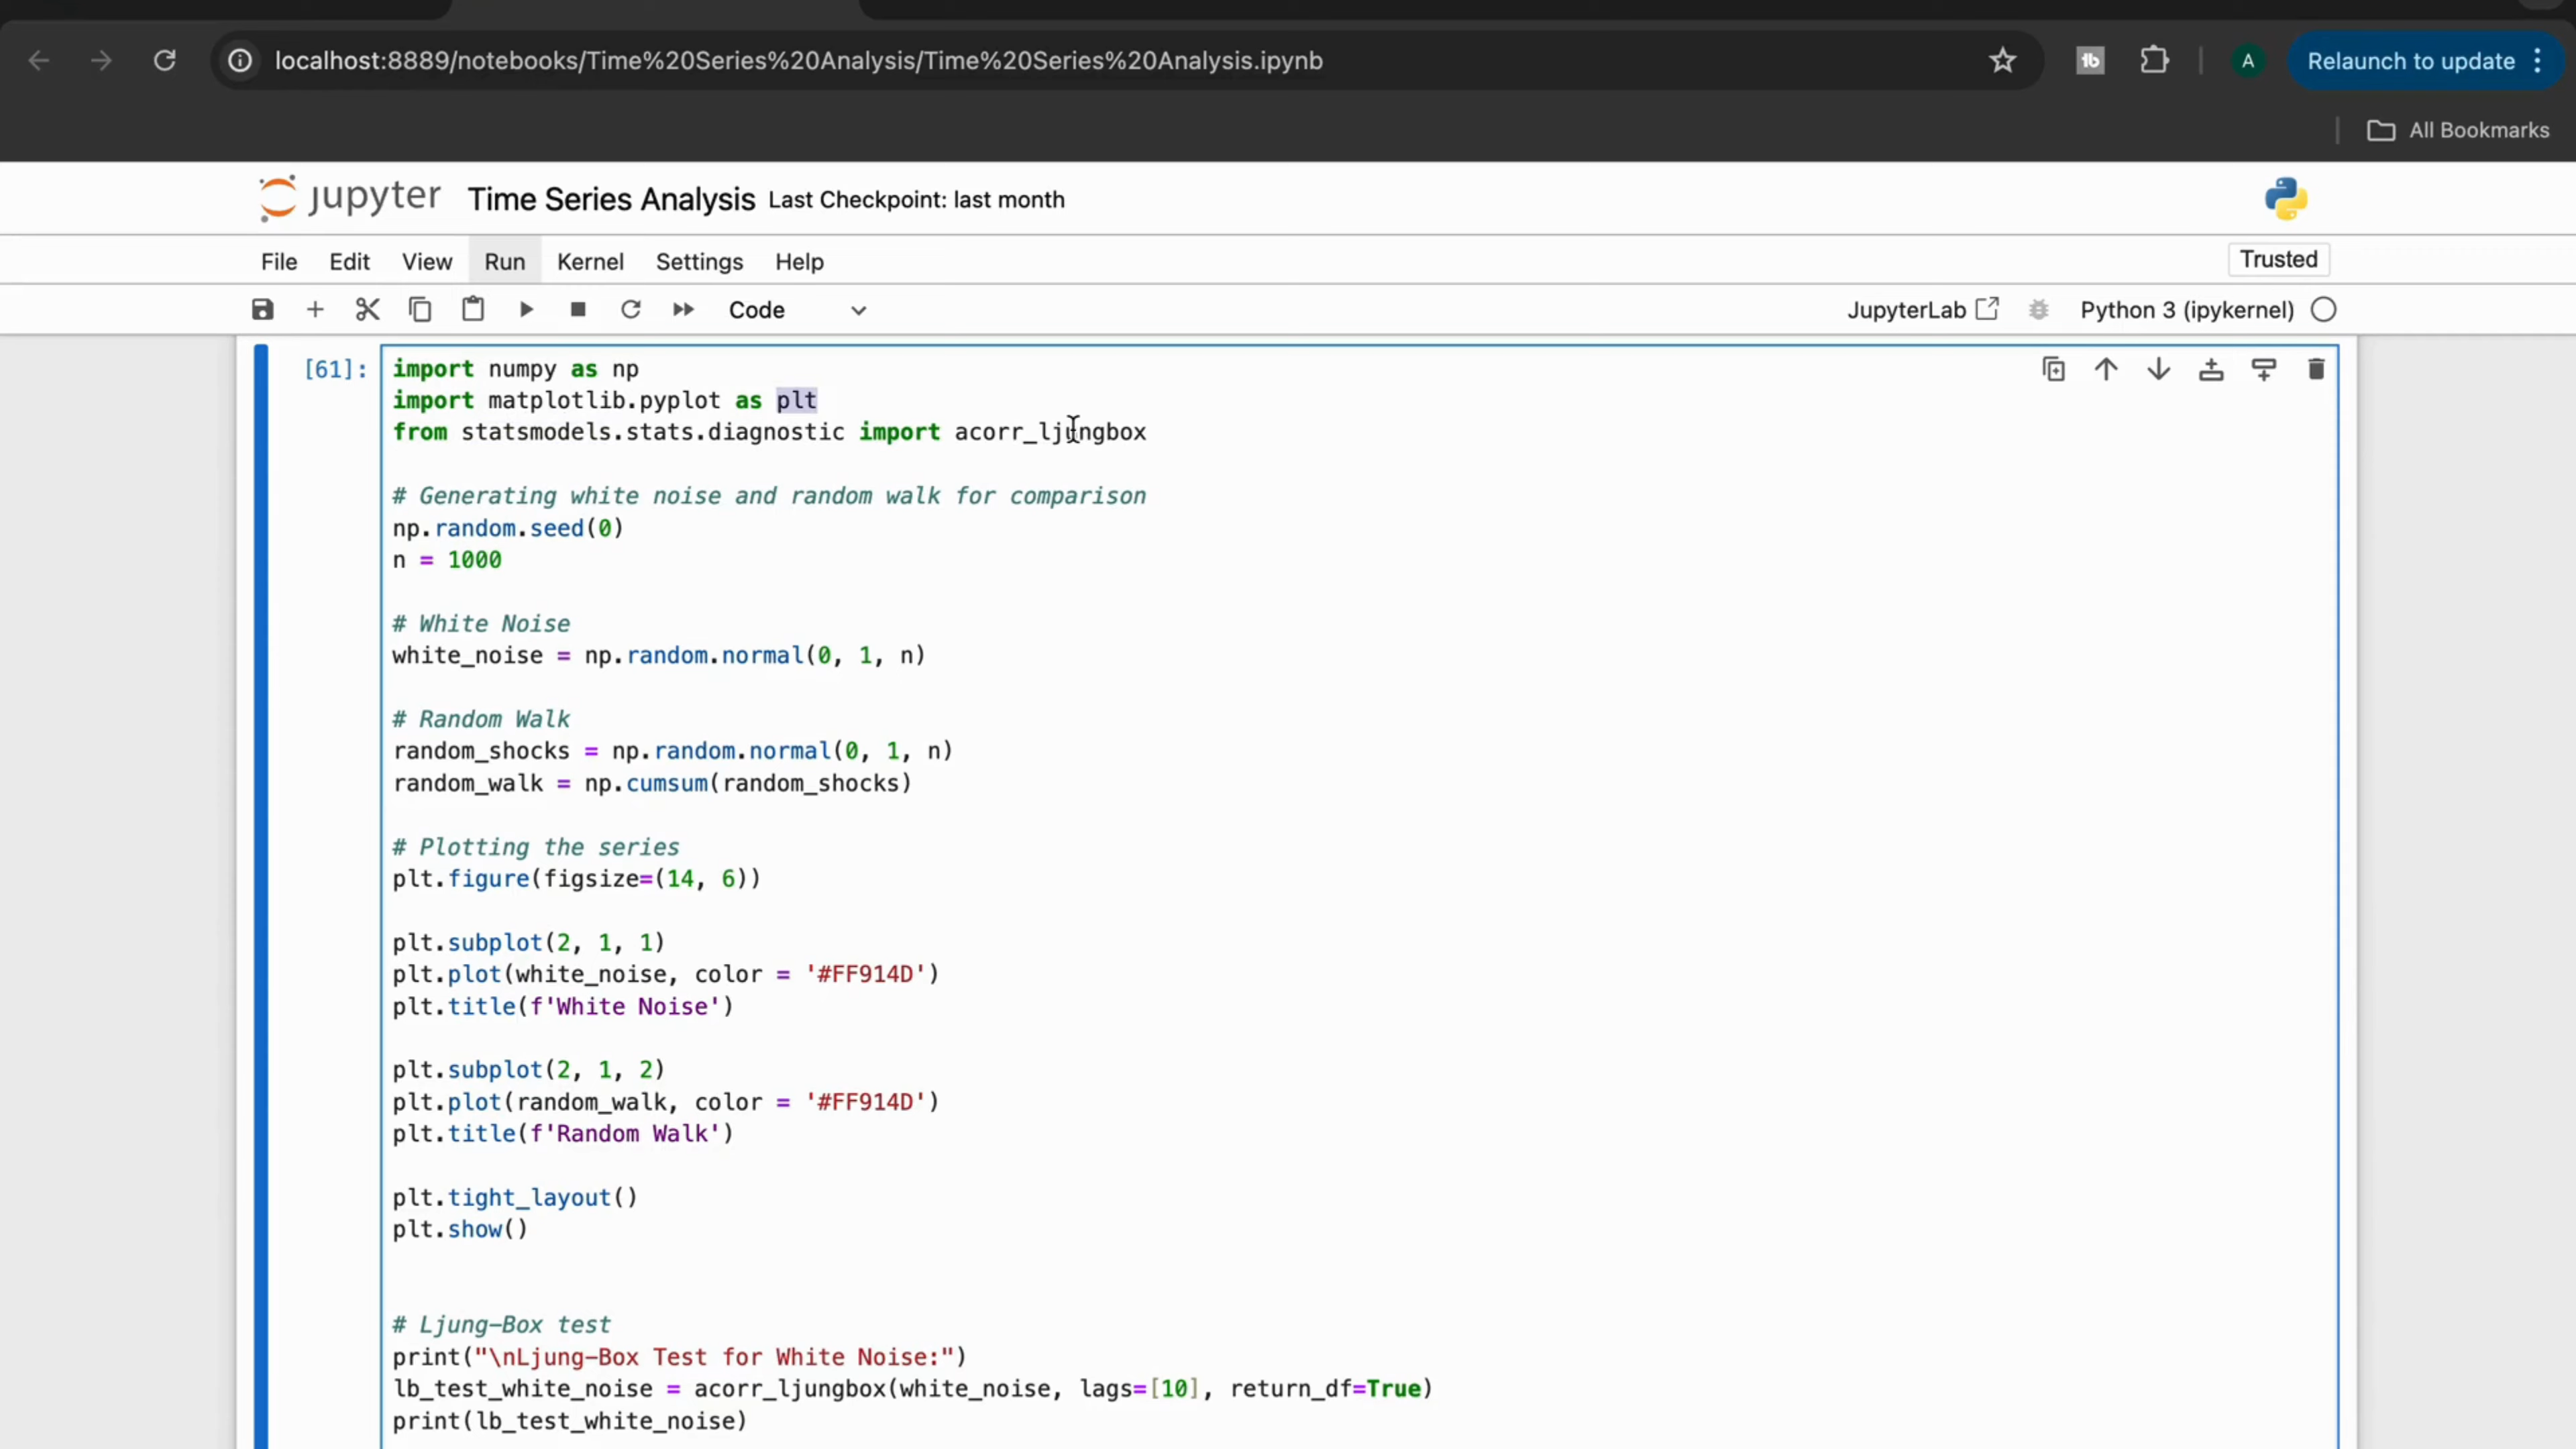 localhost:8889/notebooks/Time%20Series%20Analysis/Time%20Series%20Analysis.ipynb
tb
A
Relaunch to update
All Bookmarks
jupyter Time Series Analysis Last Checkpoint: last month
File Edit View Run Kernel Settings Help
Trusted
Code
JupyterLab Python 3 (ipykernel)
[61]:
import numpy as np
import matplotlib.pyplot as plt
from statsmodels.stats.diagnostic import acorr_ljungbox
# Generating white noise and random walk for comparison
np.random.seed(0)
n = 1000
# White Noise
white_noise = np.random.normal(0, 1, n)
# Random Walk
random_shocks = np.random.normal(0, 1, n)
random_walk = np.cumsum(random_shocks)
# Plotting the series
plt.figure(figsize=(14, 6))
plt.subplot(2, 1, 1)
plt.plot(white_noise, color = '#FF914D')
plt.title(f'White Noise')
plt.subplot(2, 1, 2)
plt.plot(random_walk, color = '#FF914D')
plt.title(f'Random Walk')
plt.tight_layout()
plt.show()
# Ljung-Box test
print("\nLjung-Box Test for White Noise:")
lb_test_white_noise = acorr_ljungbox(white_noise, lags=[10], return_df=True)
print(lb_test_white_noise)